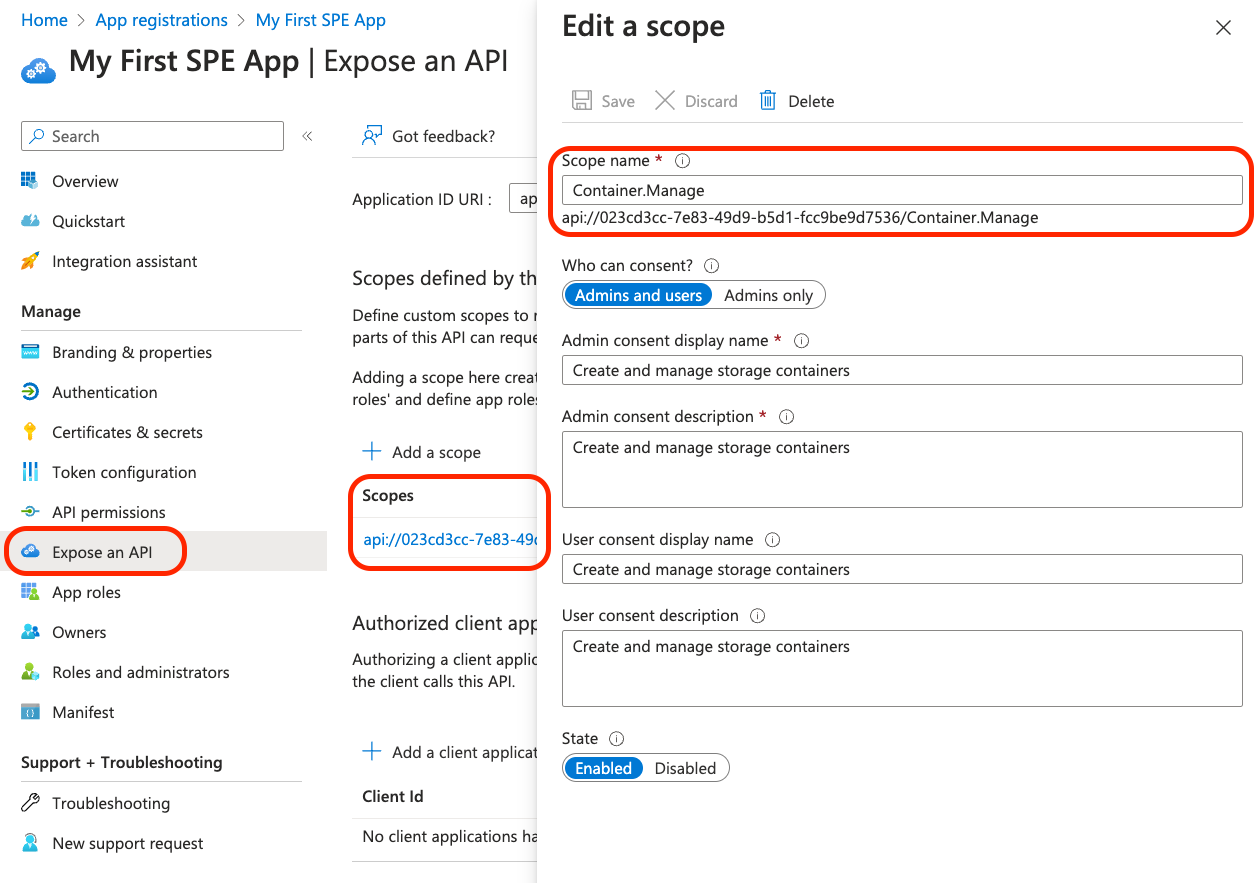 Home > App registrations > My First SPE App
My First SPE App | Expose an API
Search
«
Overview
Quickstart
Integration assistant
Manage
Branding & properties
Authentication
Certificates & secrets
Token configuration
API permissions
Expose an API
App roles
Owners
Roles and administrators
Manifest
Support + Troubleshooting
Troubleshooting
New support request
Got feedback?
Application ID URI : ap
Scopes defined by th
Define custom scopes to r
parts of this API can reque
Adding a scope here creat
roles' and define app roles
Add a scope
Scopes
api://023cd3cc-7e83-49d
Authorized client app
Authorizing a client applic
the client calls this API.
Add a client applicat
Client Id
No client applications ha
Edit a scope
Save Discard Delete
Scope name *
Container.Manage
api://023cd3cc-7e83-49d9-b5d1-fcc9be9d7536/Container.Manage
Who can consent?
Admins and users Admins only
Admin consent display name *
Create and manage storage containers
Admin consent description *
Create and manage storage containers
User consent display name
Create and manage storage containers
User consent description
Create and manage storage containers
State
Enabled Disabled